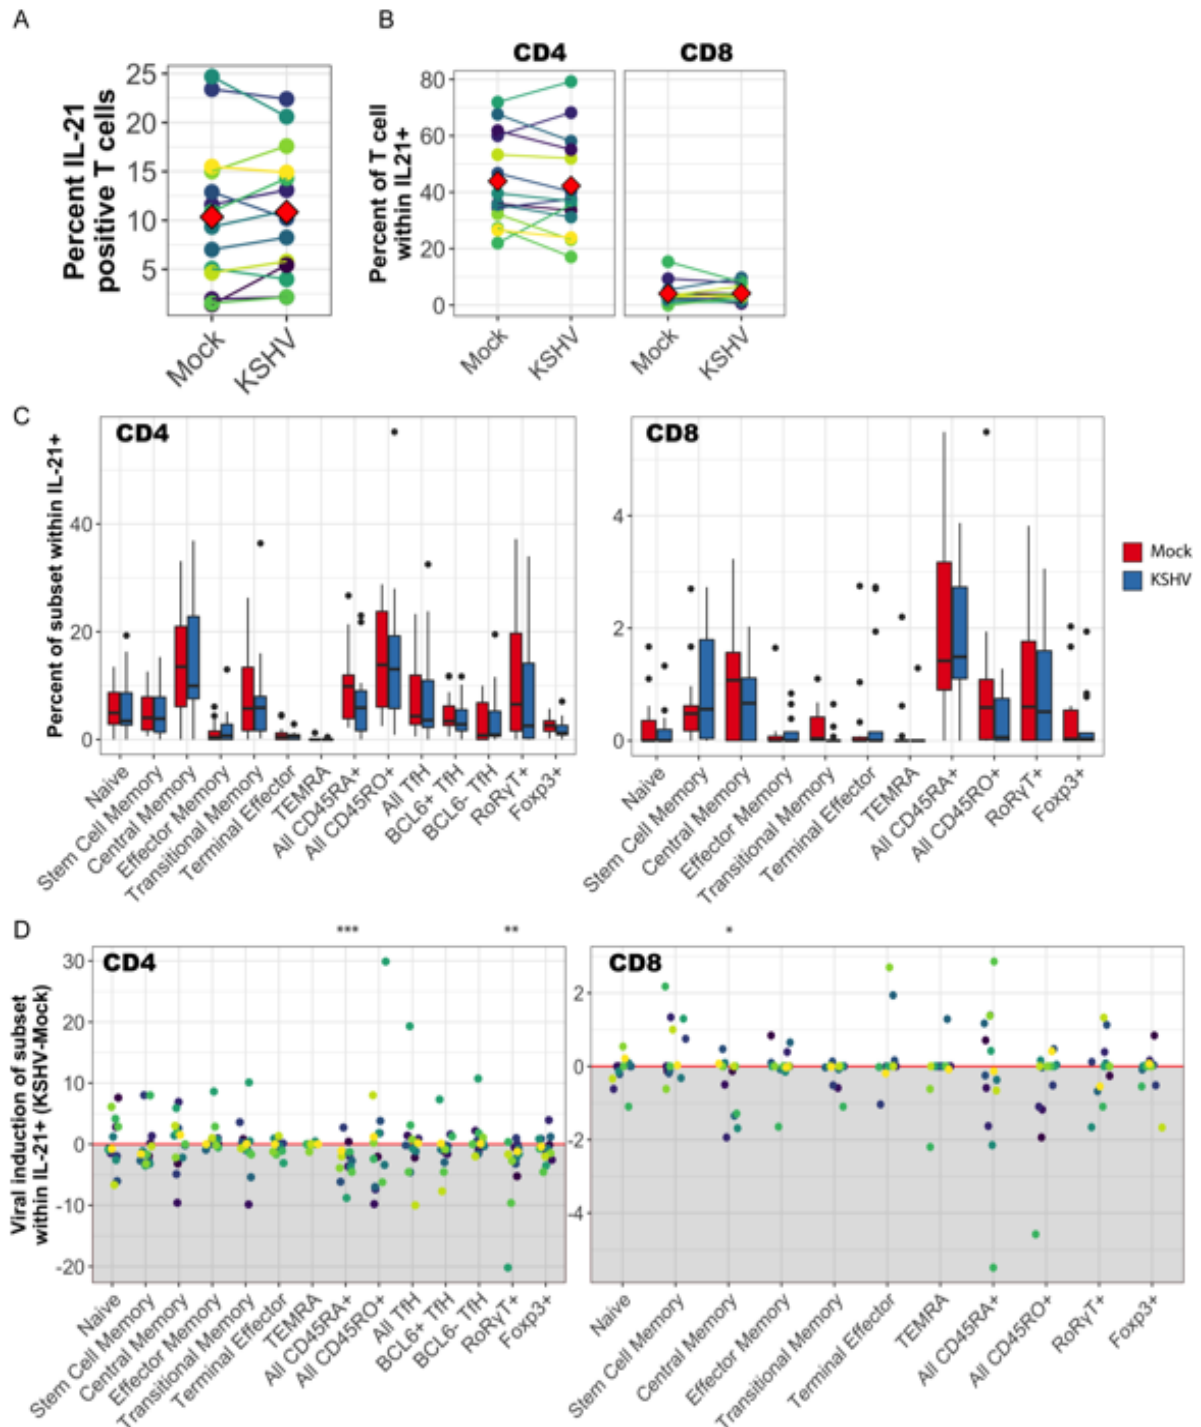 A
B
CD4
CD8
Percent IL-21
positive T cells
25
20
15
10
5
Mock
KSHV
Percent of T cell
within IL21+
80
60
40
20
0
Mock
KSHV
Mock
KSHV
C
Percent of subset within IL-21+
CD4
40
20
0
Naive
Stem Cell Memory
Central Memory
Effector Memory
Transitional Memory
Terminal Effector
TEMRA
All CD45RA+
All CD45RO+
All TfH
BCL6+ TfH
BCL6- TfH
RoRγT+
Foxp3+
CD8
4
2
0
Naive
Stem Cell Memory
Central Memory
Effector Memory
Transitional Memory
Terminal Effector
TEMRA
All CD45RA+
All CD45RO+
RoRγT+
Foxp3+
Mock
KSHV
D
Viral induction of subset
within IL-21+ (KSHV-Mock)
***
**
CD4
30
20
10
0
-10
-20
Naive
Stem Cell Memory
Central Memory
Effector Memory
Transitional Memory
Terminal Effector
TEMRA
All CD45RA+
All CD45RO+
All TfH
BCL6+ TfH
BCL6- TfH
RoRγT+
Foxp3+
*
CD8
2
0
-2
-4
Naive
Stem Cell Memory
Central Memory
Effector Memory
Transitional Memory
Terminal Effector
TEMRA
All CD45RA+
All CD45RO+
RoRγT+
Foxp3+